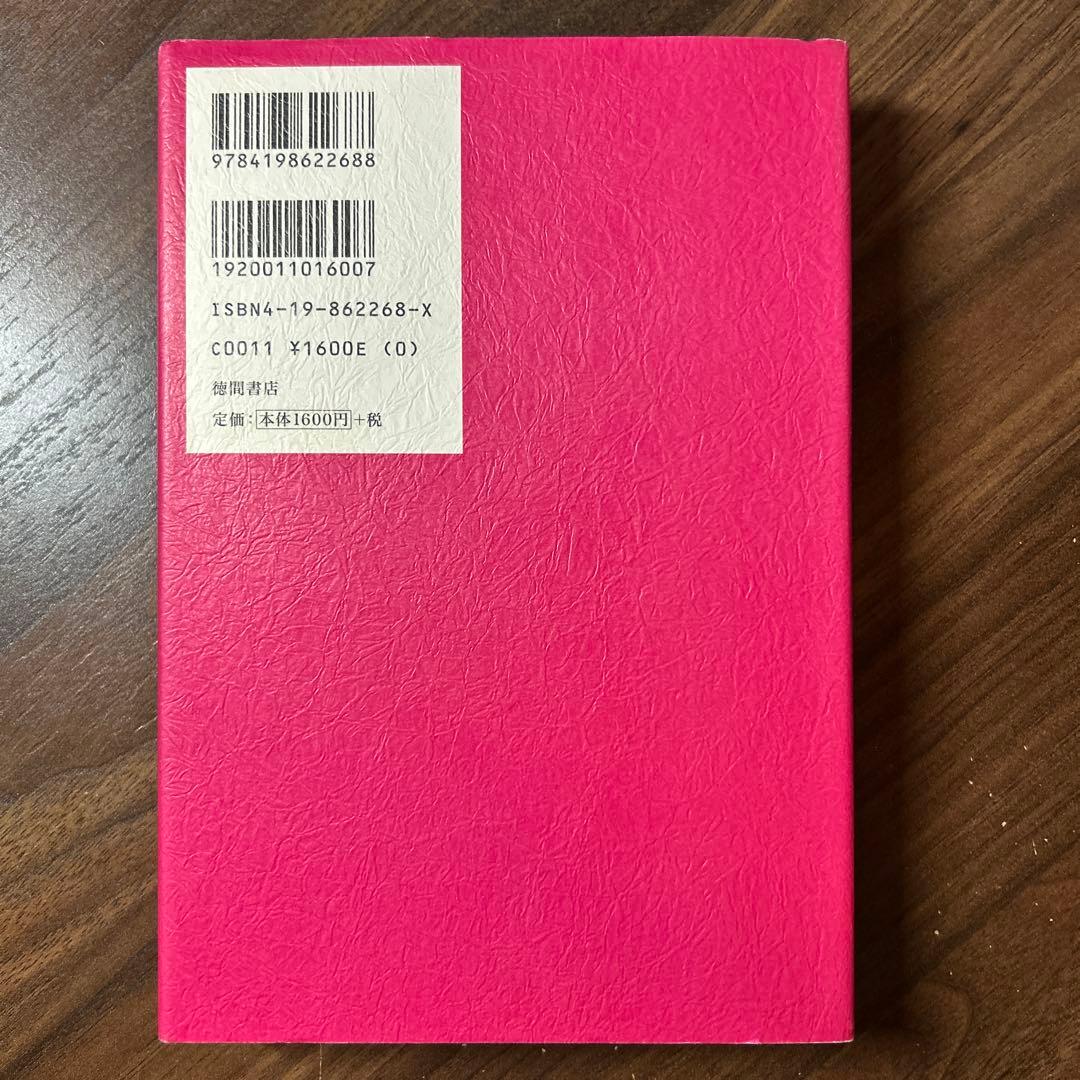 9784198622688
1920011016007
ISBN4-19-862268-X
C0011 ¥1600E (0)
徳間書店
定価:本体1600円+税